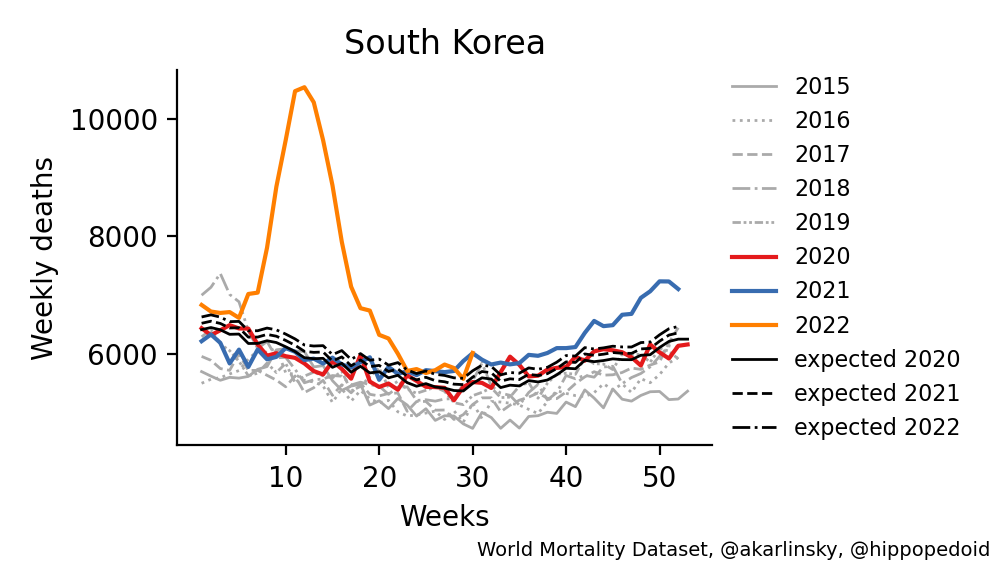 South Korea
Weekly deaths
10000
8000
6000
10
20
30
40
50
Weeks
2015
2016
2017
2018
2019
2020
2021
2022
expected 2020
expected 2021
expected 2022
World Mortality Dataset, @akarlinsky, @hippopedoid